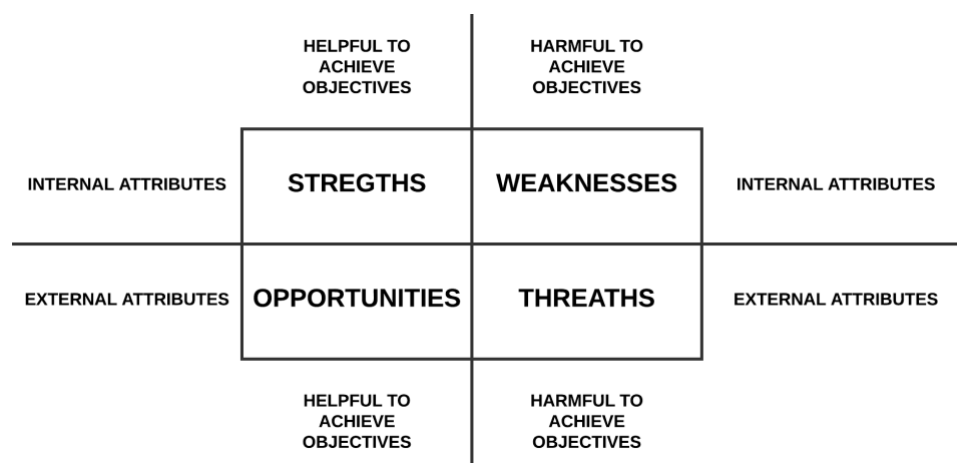 HELPFUL TO
ACHIEVE
OBJECTIVES
HARMFUL TO
ACHIEVE
OBJECTIVES
INTERNAL ATTRIBUTES
STREGTHS
WEAKNESSES
INTERNAL ATTRIBUTES
EXTERNAL ATTRIBUTES
OPPORTUNITIES
THREATHS
EXTERNAL ATTRIBUTES
HELPFUL TO
ACHIEVE
OBJECTIVES
HARMFUL TO
ACHIEVE
OBJECTIVES